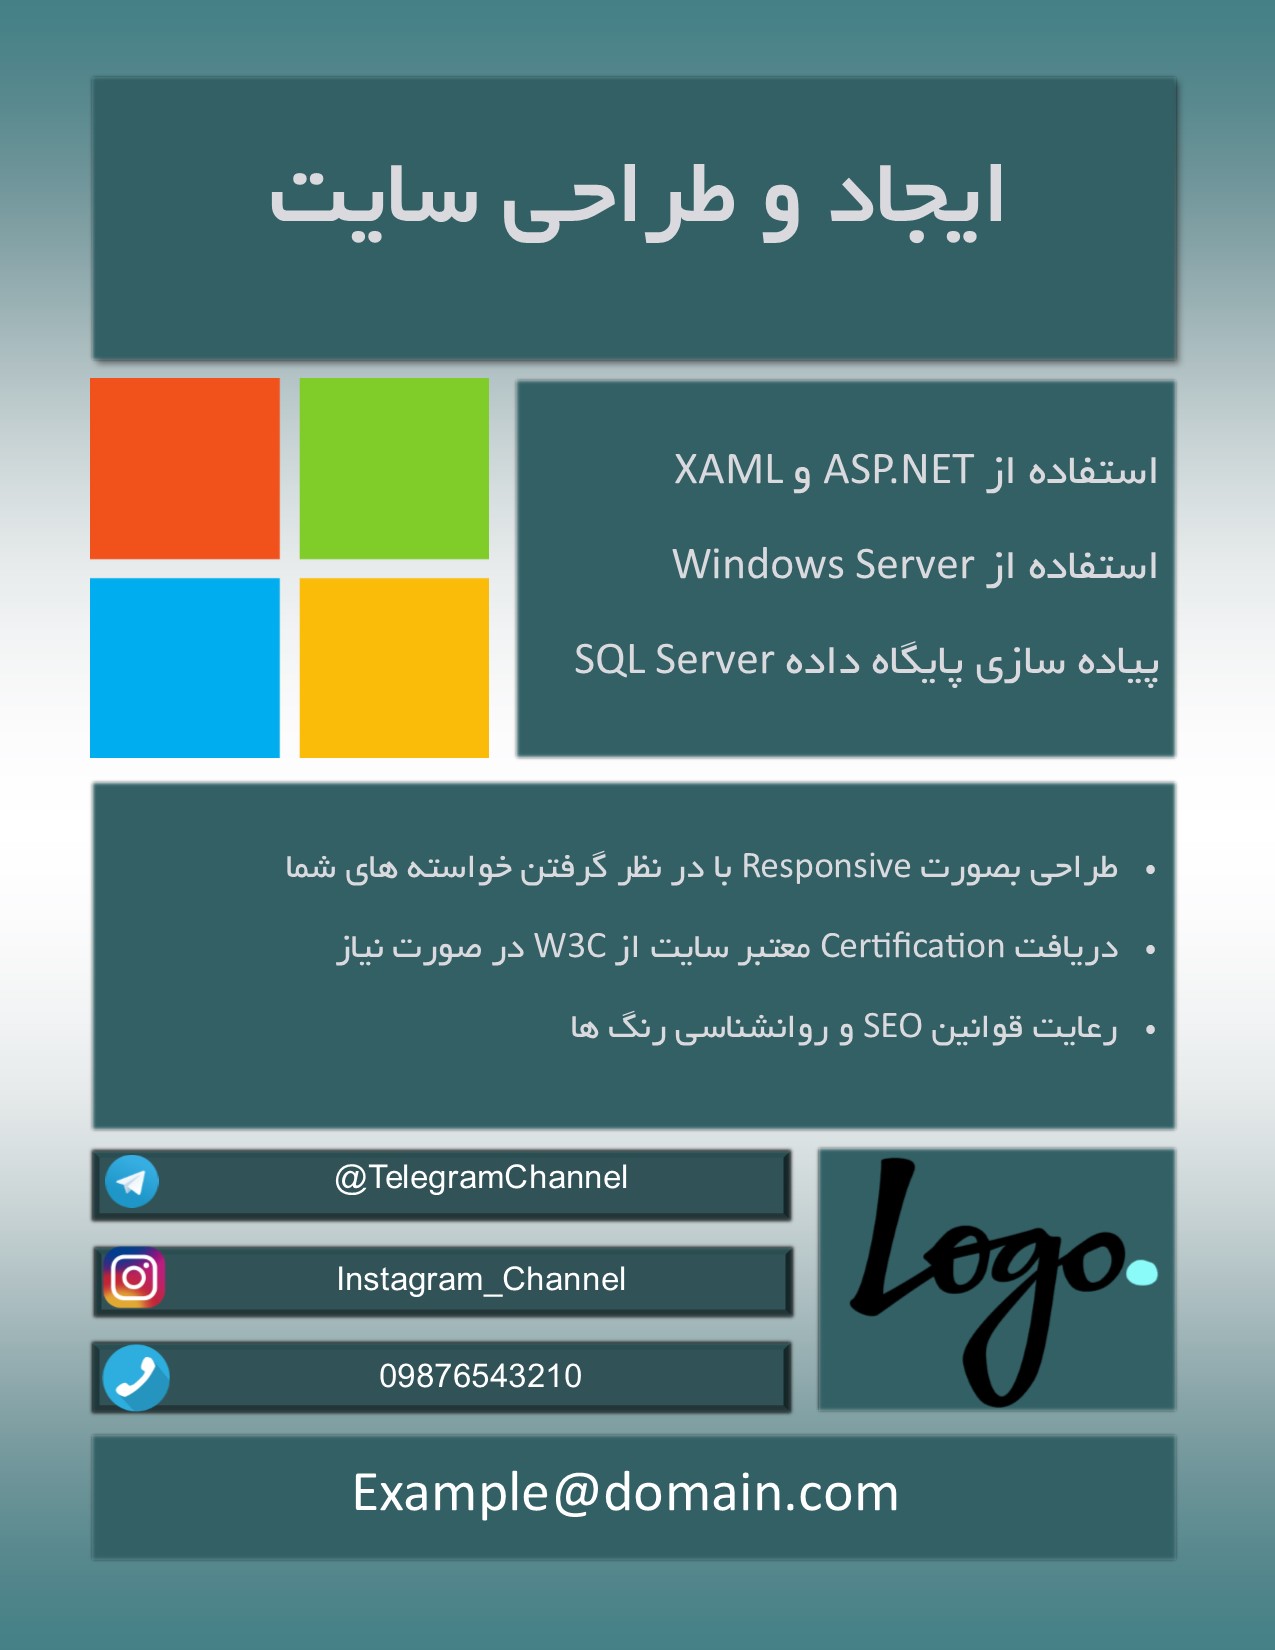 ایجاد و طراحی سایت
استفاده از ASP.NET و XAML
استفاده از Windows Server
پیاده سازی پایگاه داده SQL Server
• طراحی بصورت Responsive با در نظر گرفتن خواسته های شما
• دریافت Certification معتبر سایت از W3C در صورت نیاز
• رعایت قوانین SEO و روانشناسی رنگ ها
@TelegramChannel
Instagram_Channel
09876543210
Logo.
Example@domain.com